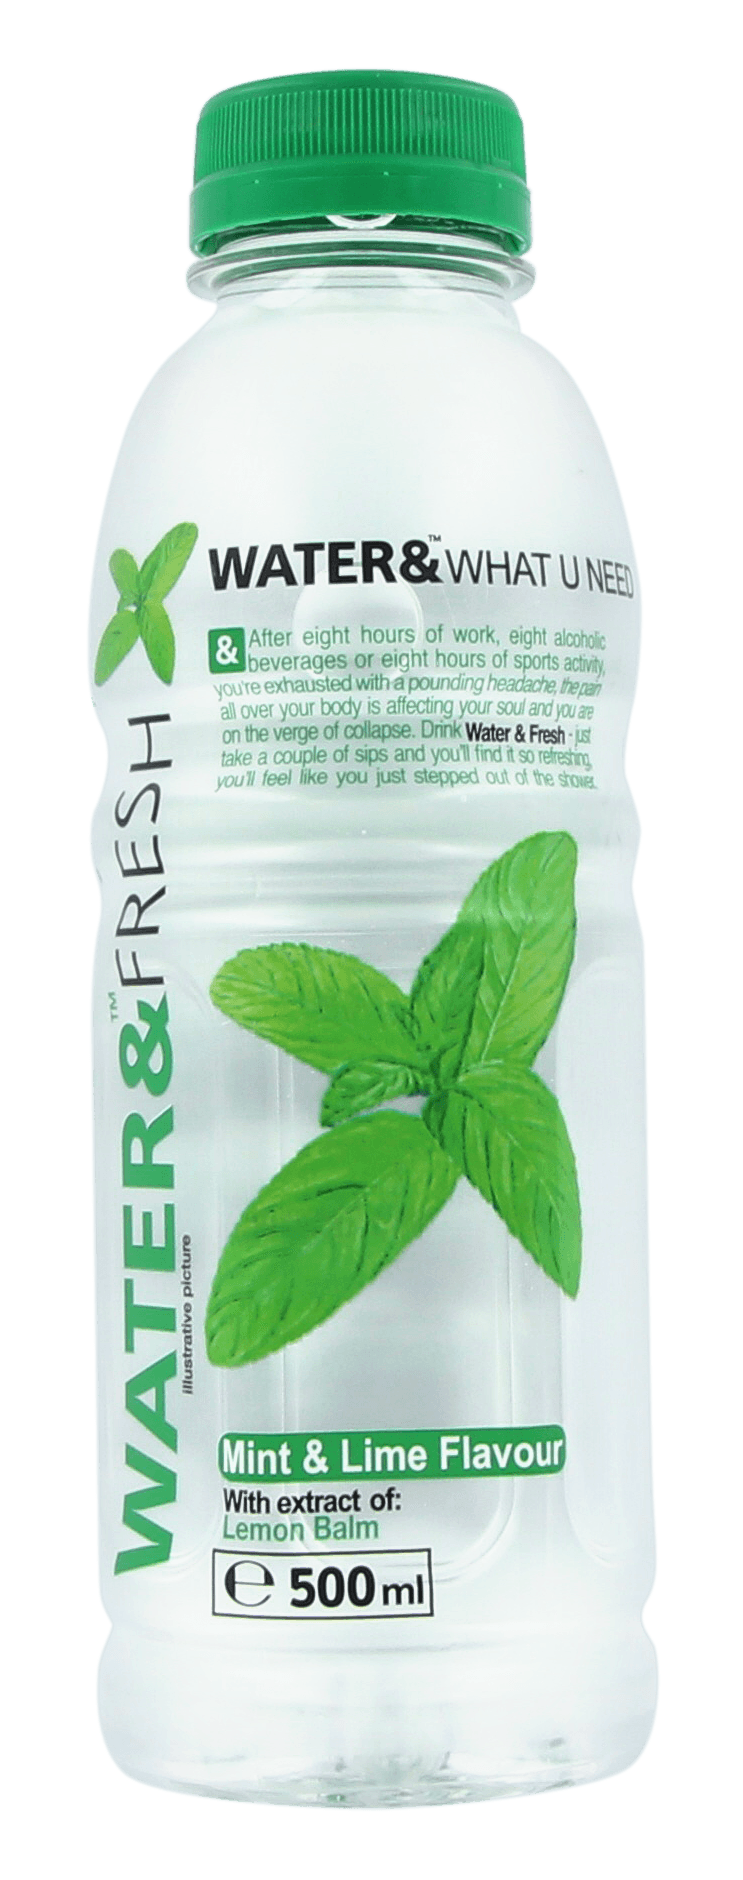 WATER&™WHAT U NEED
& After eight hours of work, eight alcoholic
beverages or eight hours of sports activity,
you're exhausted with a pounding headache, the pain
all over your body is affecting your soul and you are
on the verge of collapse. Drink Water & Fresh - just
take a couple of sips and you'll find it so refreshing,
you'll feel like you just stepped out of the shower.
WATER&™FRESH
illustrative picture
Mint & Lime Flavour
With extract of:
Lemon Balm
℮ 500 ml